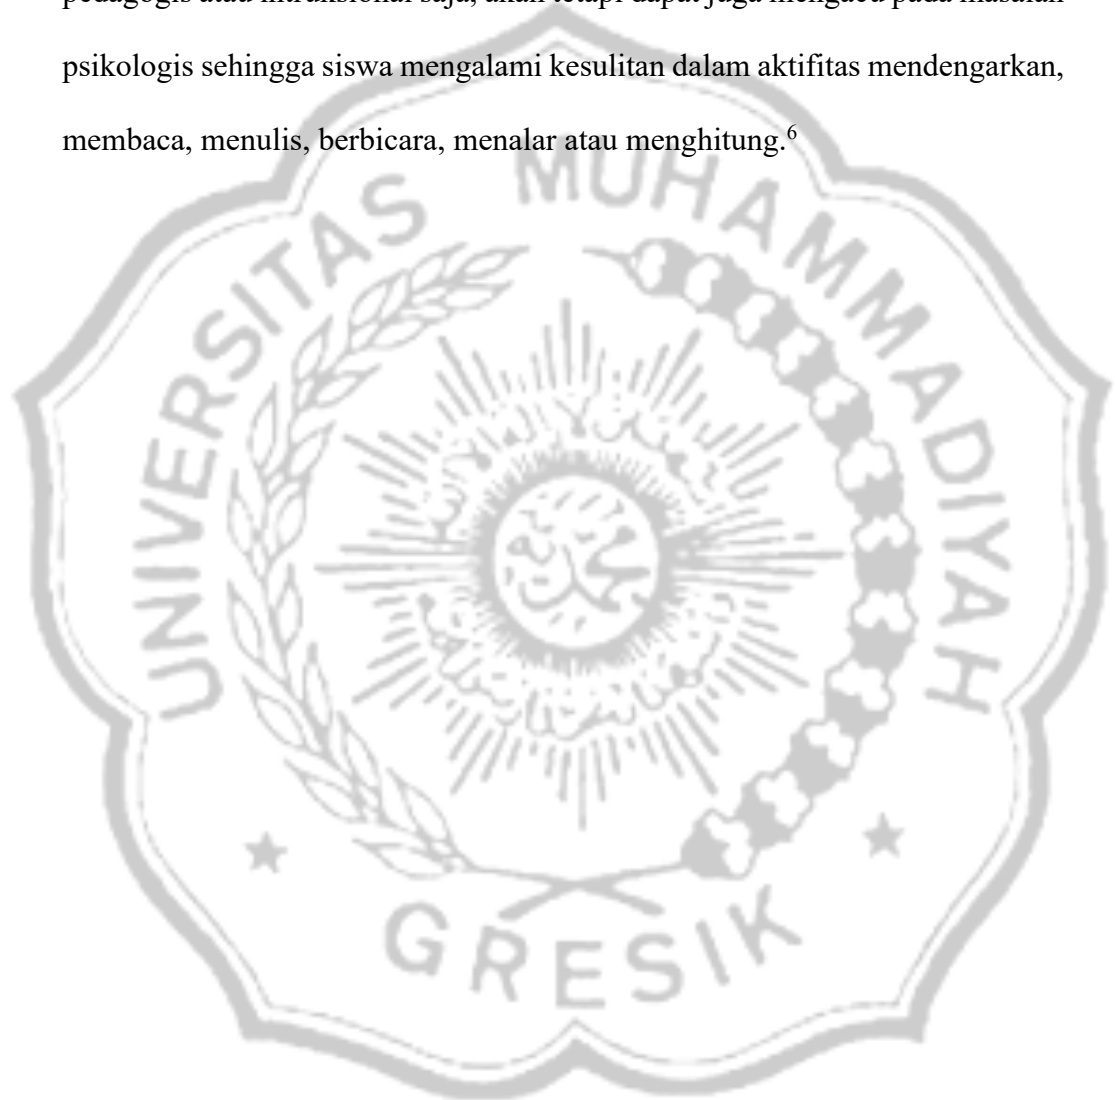 pedagogis atau intruksional saja, akan tetapi dapat juga mengacu pada masalah
psikologis sehingga siswa mengalami kesulitan dalam aktifitas mendengarkan,
membaca, menulis, berbicara, menalar atau menghitung.⁶
UNIVERSITAS MUHAMMADIYAH
GRESIK